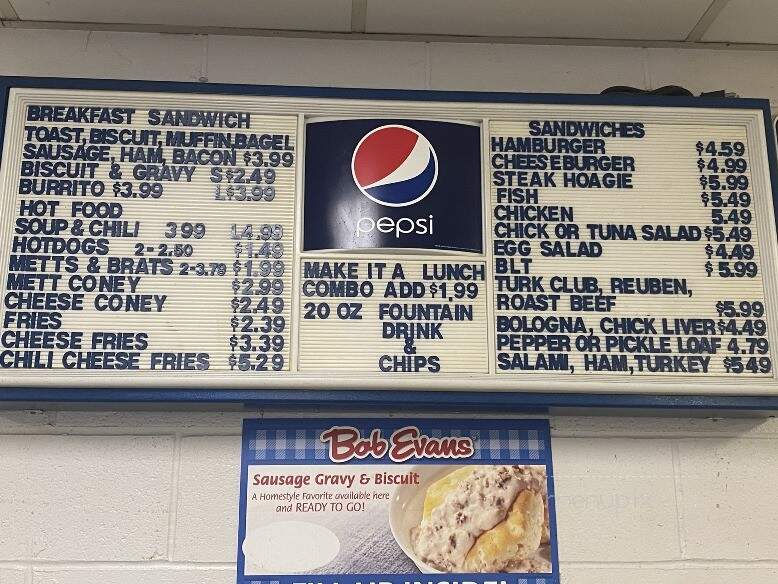 BREAKFAST SANDWICH
TOAST, BISCUIT, MUFFIN, BAGEL
SAUSAGE, HAM, BACON $3.99
BISCUIT & GRAVY S$2.49
BURRITO $3.99 L$3.99
HOT FOOD
SOUP & CHILI 3 99 L4.99
HOTDOGS 2-2.50 $1.49
METTS & BRATS 2-3.79 $1.99
METT CONEY $2.99
CHEESE CONEY $2.49
FRIES $2.39
CHEESE FRIES $3.39
CHILI CHEESE FRIES $5.29
pepsi
MAKE IT A LUNCH
COMBO ADD $1.99
20 OZ FOUNTAIN
DRINK
&
CHIPS
SANDWICHES
HAMBURGER $4.59
CHEESEBURGER $4.99
STEAK HOAGIE $5.99
FISH $5.49
CHICKEN 5.49
CHICK OR TUNA SALAD $5.49
EGG SALAD $4.49
BLT $5.99
TURK CLUB, REUBEN,
ROAST BEEF $5.99
BOLOGNA, CHICK LIVER $4.49
PEPPER OR PICKLE LOAF 4.79
SALAMI, HAM, TURKEY $5 49
Bob Evans
Sausage Gravy & Biscuit
A Homestyle Favorite available here
and READY TO GO!